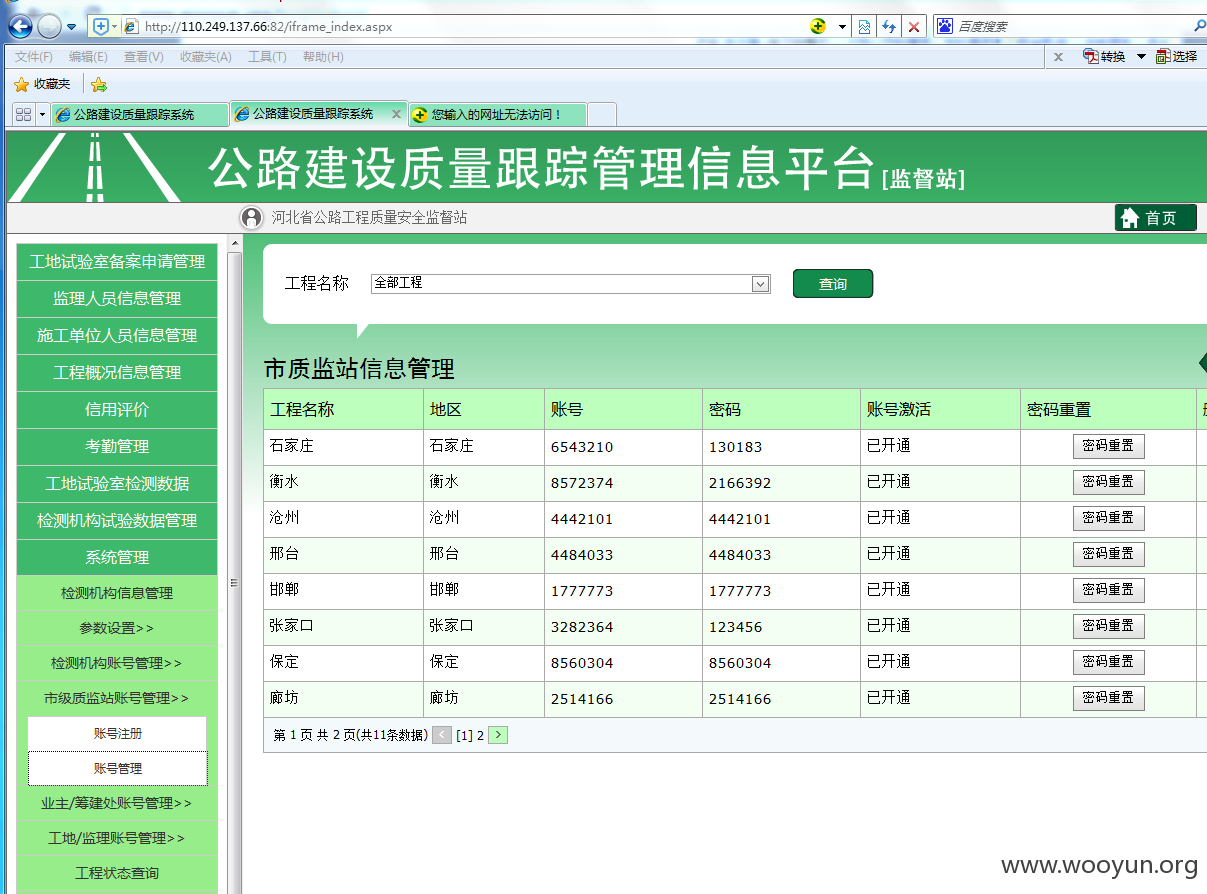 http://110.249.137.66:82/iframe_index.aspx 百度搜索
文件(F) 编辑(E) 查看(V) 收藏夹(A) 工具(T) 帮助(H) x 转换 选择
收藏夹
公路建设质量跟踪系统 公路建设质量跟踪系统 x 您输入的网址无法访问！
公路建设质量跟踪管理信息平台[监督站]
河北省公路工程质量安全监督站 首页
工地试验室备案申请管理
监理人员信息管理
施工单位人员信息管理
工程概况信息管理
信用评价
考勤管理
工地试验室检测数据
检测机构试验数据管理
系统管理
检测机构信息管理
参数设置>>
检测机构账号管理>>
市级质监站账号管理>>
账号注册
账号管理
业主/筹建处账号管理>>
工地/监理账号管理>>
工程状态查询
工程名称 全部工程 查询
市质监站信息管理
工程名称 地区 账号 密码 账号激活 密码重置
石家庄 石家庄 6543210 130183 已开通 密码重置
衡水 衡水 8572374 2166392 已开通 密码重置
沧州 沧州 4442101 4442101 已开通 密码重置
邢台 邢台 4484033 4484033 已开通 密码重置
邯郸 邯郸 1777773 1777773 已开通 密码重置
张家口 张家口 3282364 123456 已开通 密码重置
保定 保定 8560304 8560304 已开通 密码重置
廊坊 廊坊 2514166 2514166 已开通 密码重置
第 1 页 共 2 页(共11条数据) < [1] 2 >
www.wooyun.org